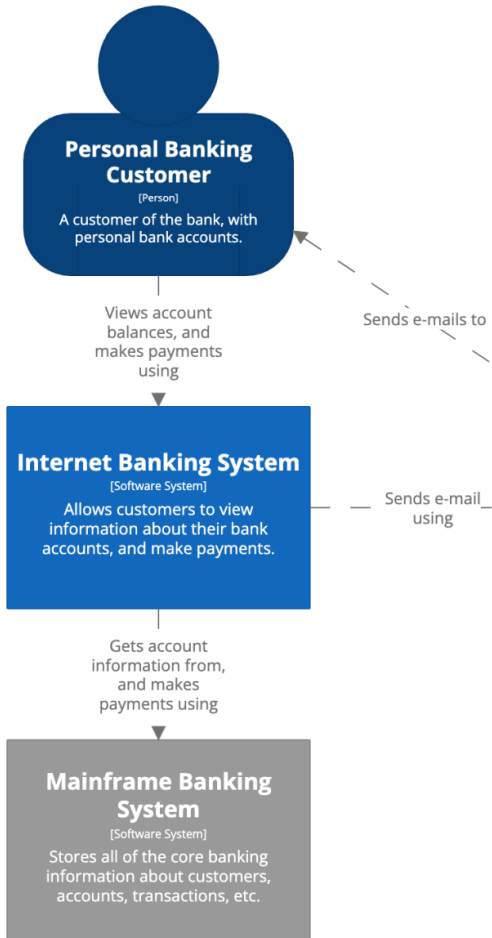 Personal Banking
Customer
[Person]
A customer of the bank, with
personal bank accounts.
Views account
balances, and
makes payments
using
Sends e-mails to
Internet Banking System
[Software System]
Allows customers to view
information about their bank
accounts, and make payments.
Sends e-mail
using
Gets account
information from,
and makes
payments using
Mainframe Banking
System
[Software System]
Stores all of the core banking
information about customers,
accounts, transactions, etc.